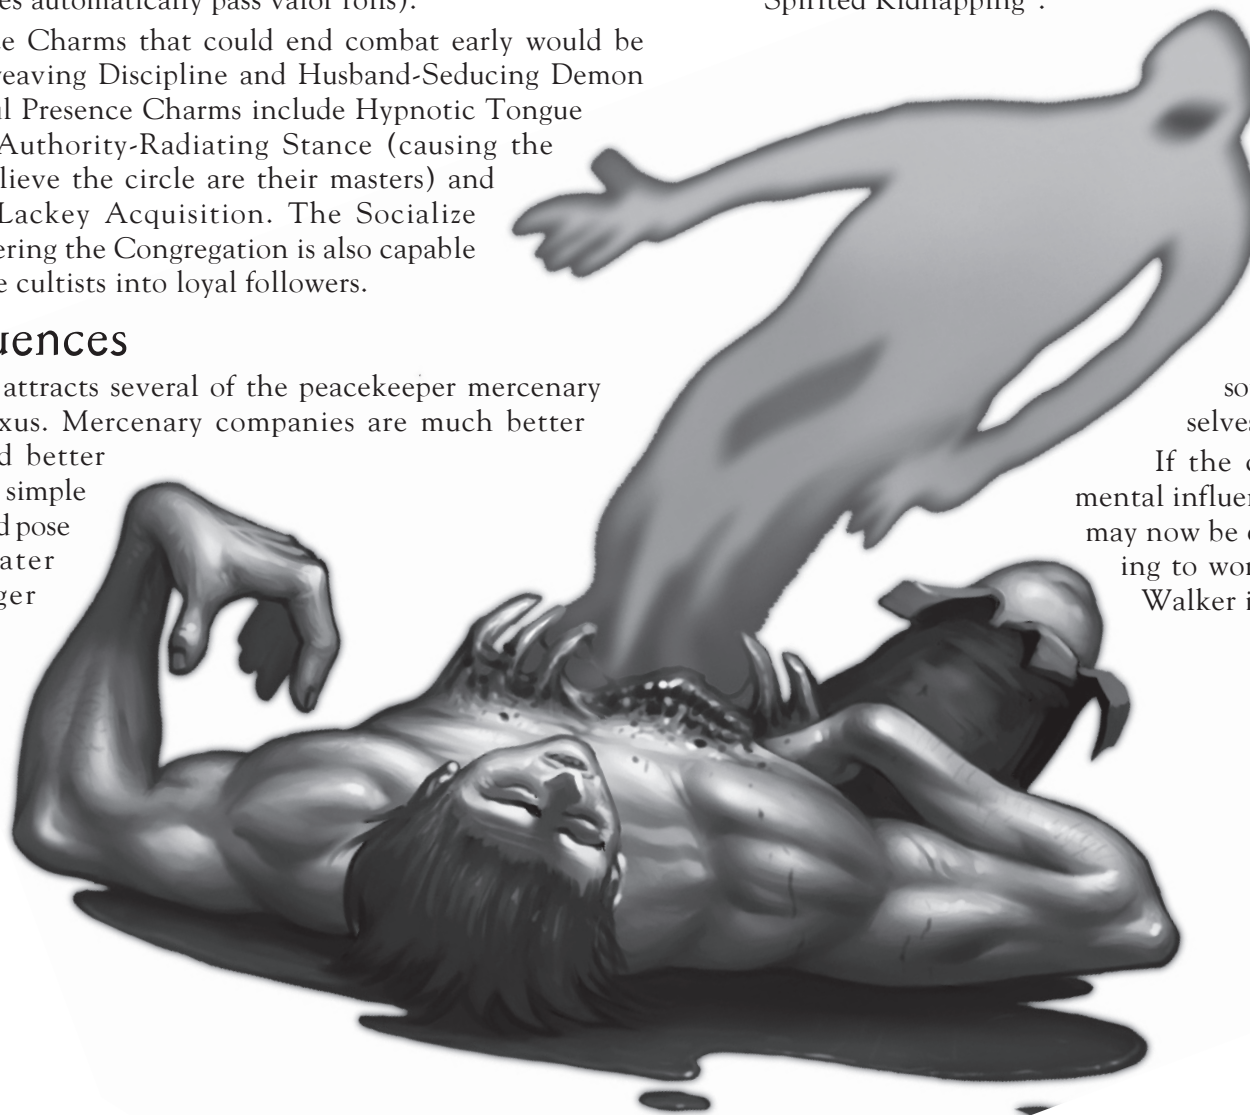 es automatically pass valor rolls).
e Charms that could end combat early would be
eaving Discipline and Husband-Seducing Demon
l Presence Charms include Hypnotic Tongue
Authority-Radiating Stance (causing the
lieve the circle are their masters) and
Lackey Acquisition. The Socialize
ering the Congregation is also capable
e cultists into loyal followers.
uences
attracts several of the peacekeeper mercenary
xus. Mercenary companies are much better
d better
simple
d pose
ater
ger
Spirited Kidnapping".
so
selves
If the
mental influen
may now be
ing to wor
Walker i